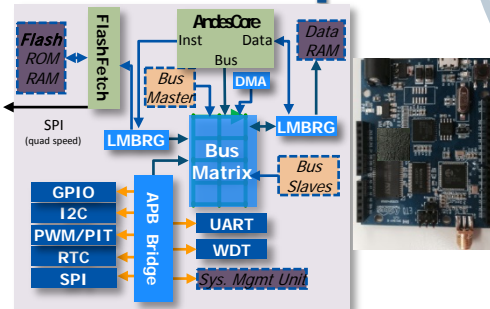 AndesCore
Inst Data
Bus
Flash
ROM
RAM
FlashFetch
Data
RAM
Bus
Master
DMA
SPI
(quad speed)
LMBRG
LMBRG
Bus
Matrix
Bus
Slaves
APB Bridge
GPIO
I2C
PWM/PIT
RTC
SPI
UART
WDT
Sys. Mgmt Unit